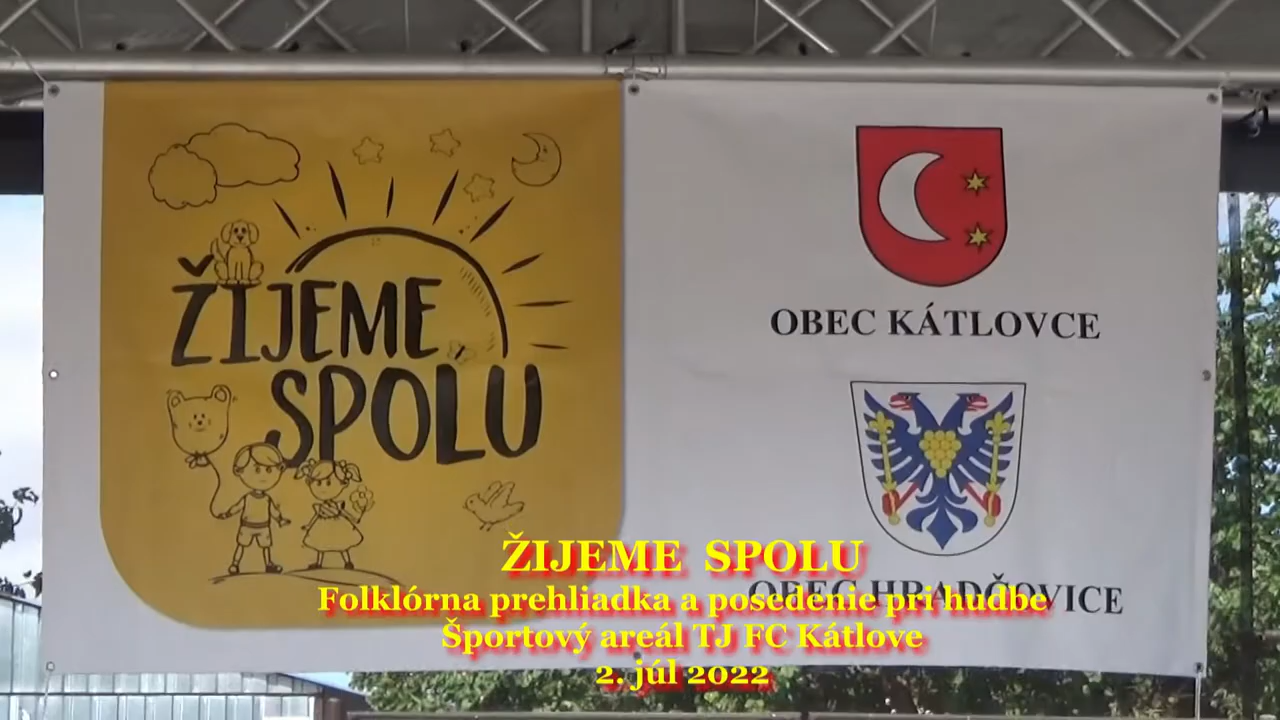 ŽIJEME
SPOLU
OBEC KÁTLOVCE
OBEC HRADČOVICE
ŽIJEME SPOLU
Folklórna prehliadka a posedenie pri hudbe
Športový areál TJ FC Kátlove
2. júl 2022